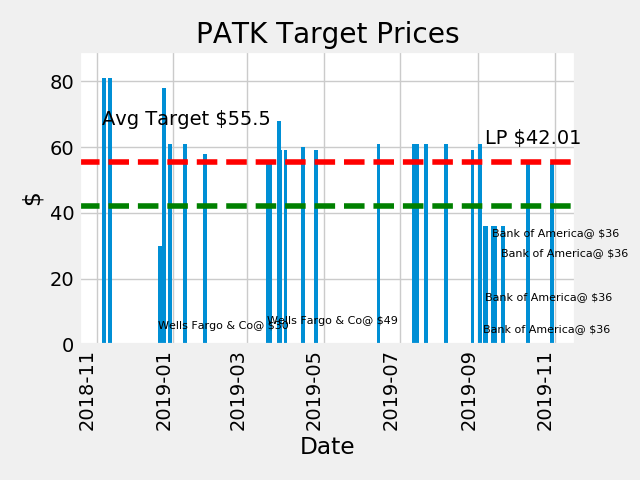 PATK Target Prices
Avg Target $55.5
LP $42.01
$
80
60
40
20
0
Bank of America@ $36
Bank of America@ $36
Bank of America@ $36
Wells Fargo & Co@ $49
Wells Fargo & Co@ $30
Bank of America@ $36
2018-11
2019-01
2019-03
2019-05
2019-07
2019-09
2019-11
Date